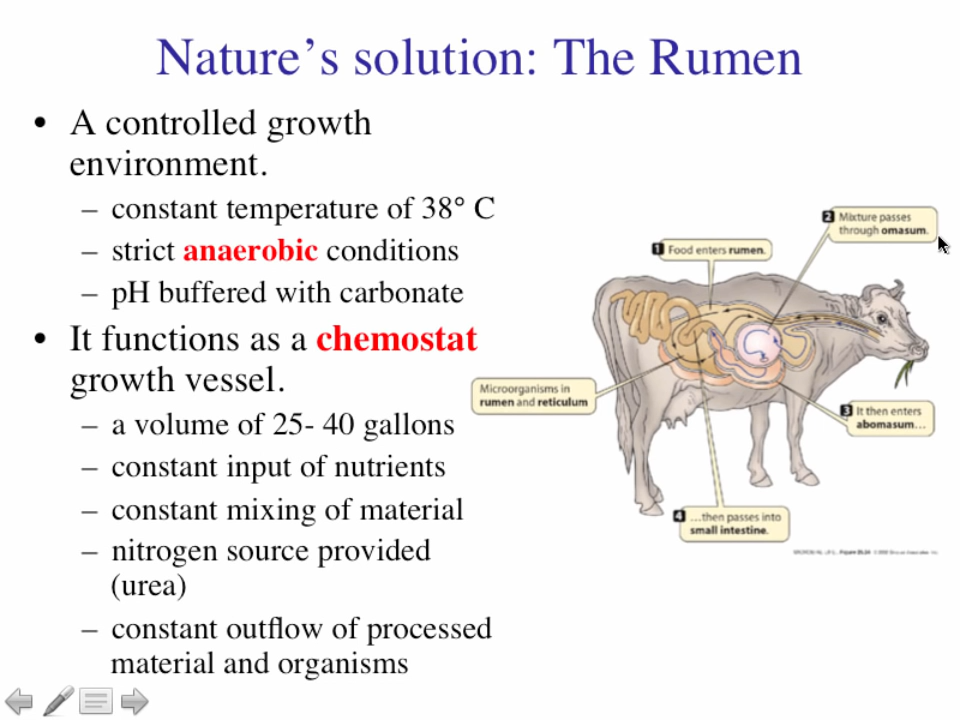 Nature’s solution: The Rumen
• A controlled growth
environment.
– constant temperature of 38° C
– strict anaerobic conditions
– pH buffered with carbonate
• It functions as a chemostat
growth vessel.
– a volume of 25- 40 gallons
– constant input of nutrients
– constant mixing of material
– nitrogen source provided
(urea)
– constant outflow of processed
material and organisms
2 Mixture passes
through omasum.
1 Food enters rumen.
Microorganisms in
rumen and reticulum
3 It then enters
abomasum…
4 …then passes into
small intestine.